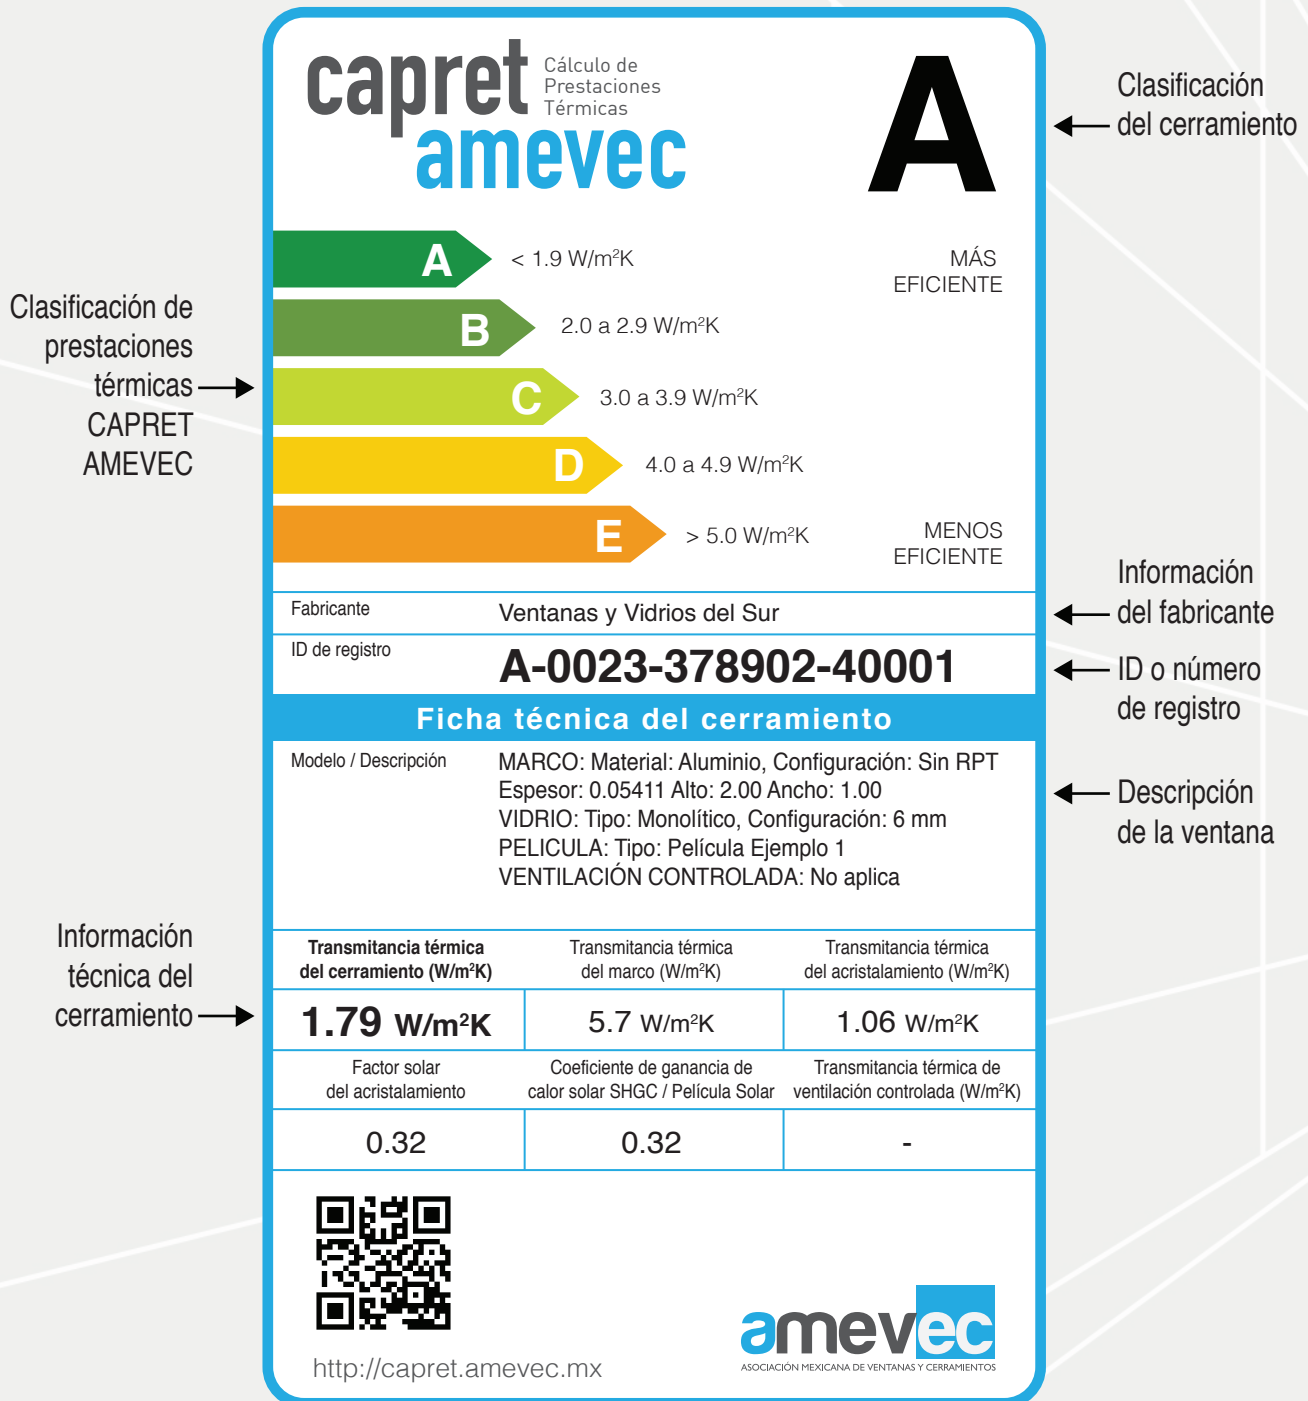 capret
Cálculo de
Prestaciones
Térmicas
amevec
A
Clasificación
del cerramiento
A
< 1.9 W/m²K
MÁS
EFICIENTE
B
2.0 a 2.9 W/m²K
C
3.0 a 3.9 W/m²K
D
4.0 a 4.9 W/m²K
E
> 5.0 W/m²K
MENOS
EFICIENTE
Clasificación de
prestaciones
térmicas
CAPRET
AMEVEC
Fabricante
Ventanas y Vidrios del Sur
Información
del fabricante
ID de registro
A-0023-378902-40001
ID o número
de registro
Ficha técnica del cerramiento
Modelo / Descripción
MARCO: Material: Aluminio, Configuración: Sin RPT
Espesor: 0.05411 Alto: 2.00 Ancho: 1.00
VIDRIO: Tipo: Monolítico, Configuración: 6 mm
PELICULA: Tipo: Película Ejemplo 1
VENTILACIÓN CONTROLADA: No aplica
Descripción
de la ventana
Información
técnica del
cerramiento
Transmitancia térmica
del cerramiento (W/m²K)
Transmitancia térmica
del marco (W/m²K)
Transmitancia térmica
del acristalamiento (W/m²K)
1.79 W/m²K
5.7 W/m²K
1.06 W/m²K
Factor solar
del acristalamiento
Coeficiente de ganancia de
calor solar SHGC / Película Solar
Transmitancia térmica de
ventilación controlada (W/m²K)
0.32
0.32
-
http://capret.amevec.mx
amevec
ASOCIACIÓN MEXICANA DE VENTANAS Y CERRAMIENTOS